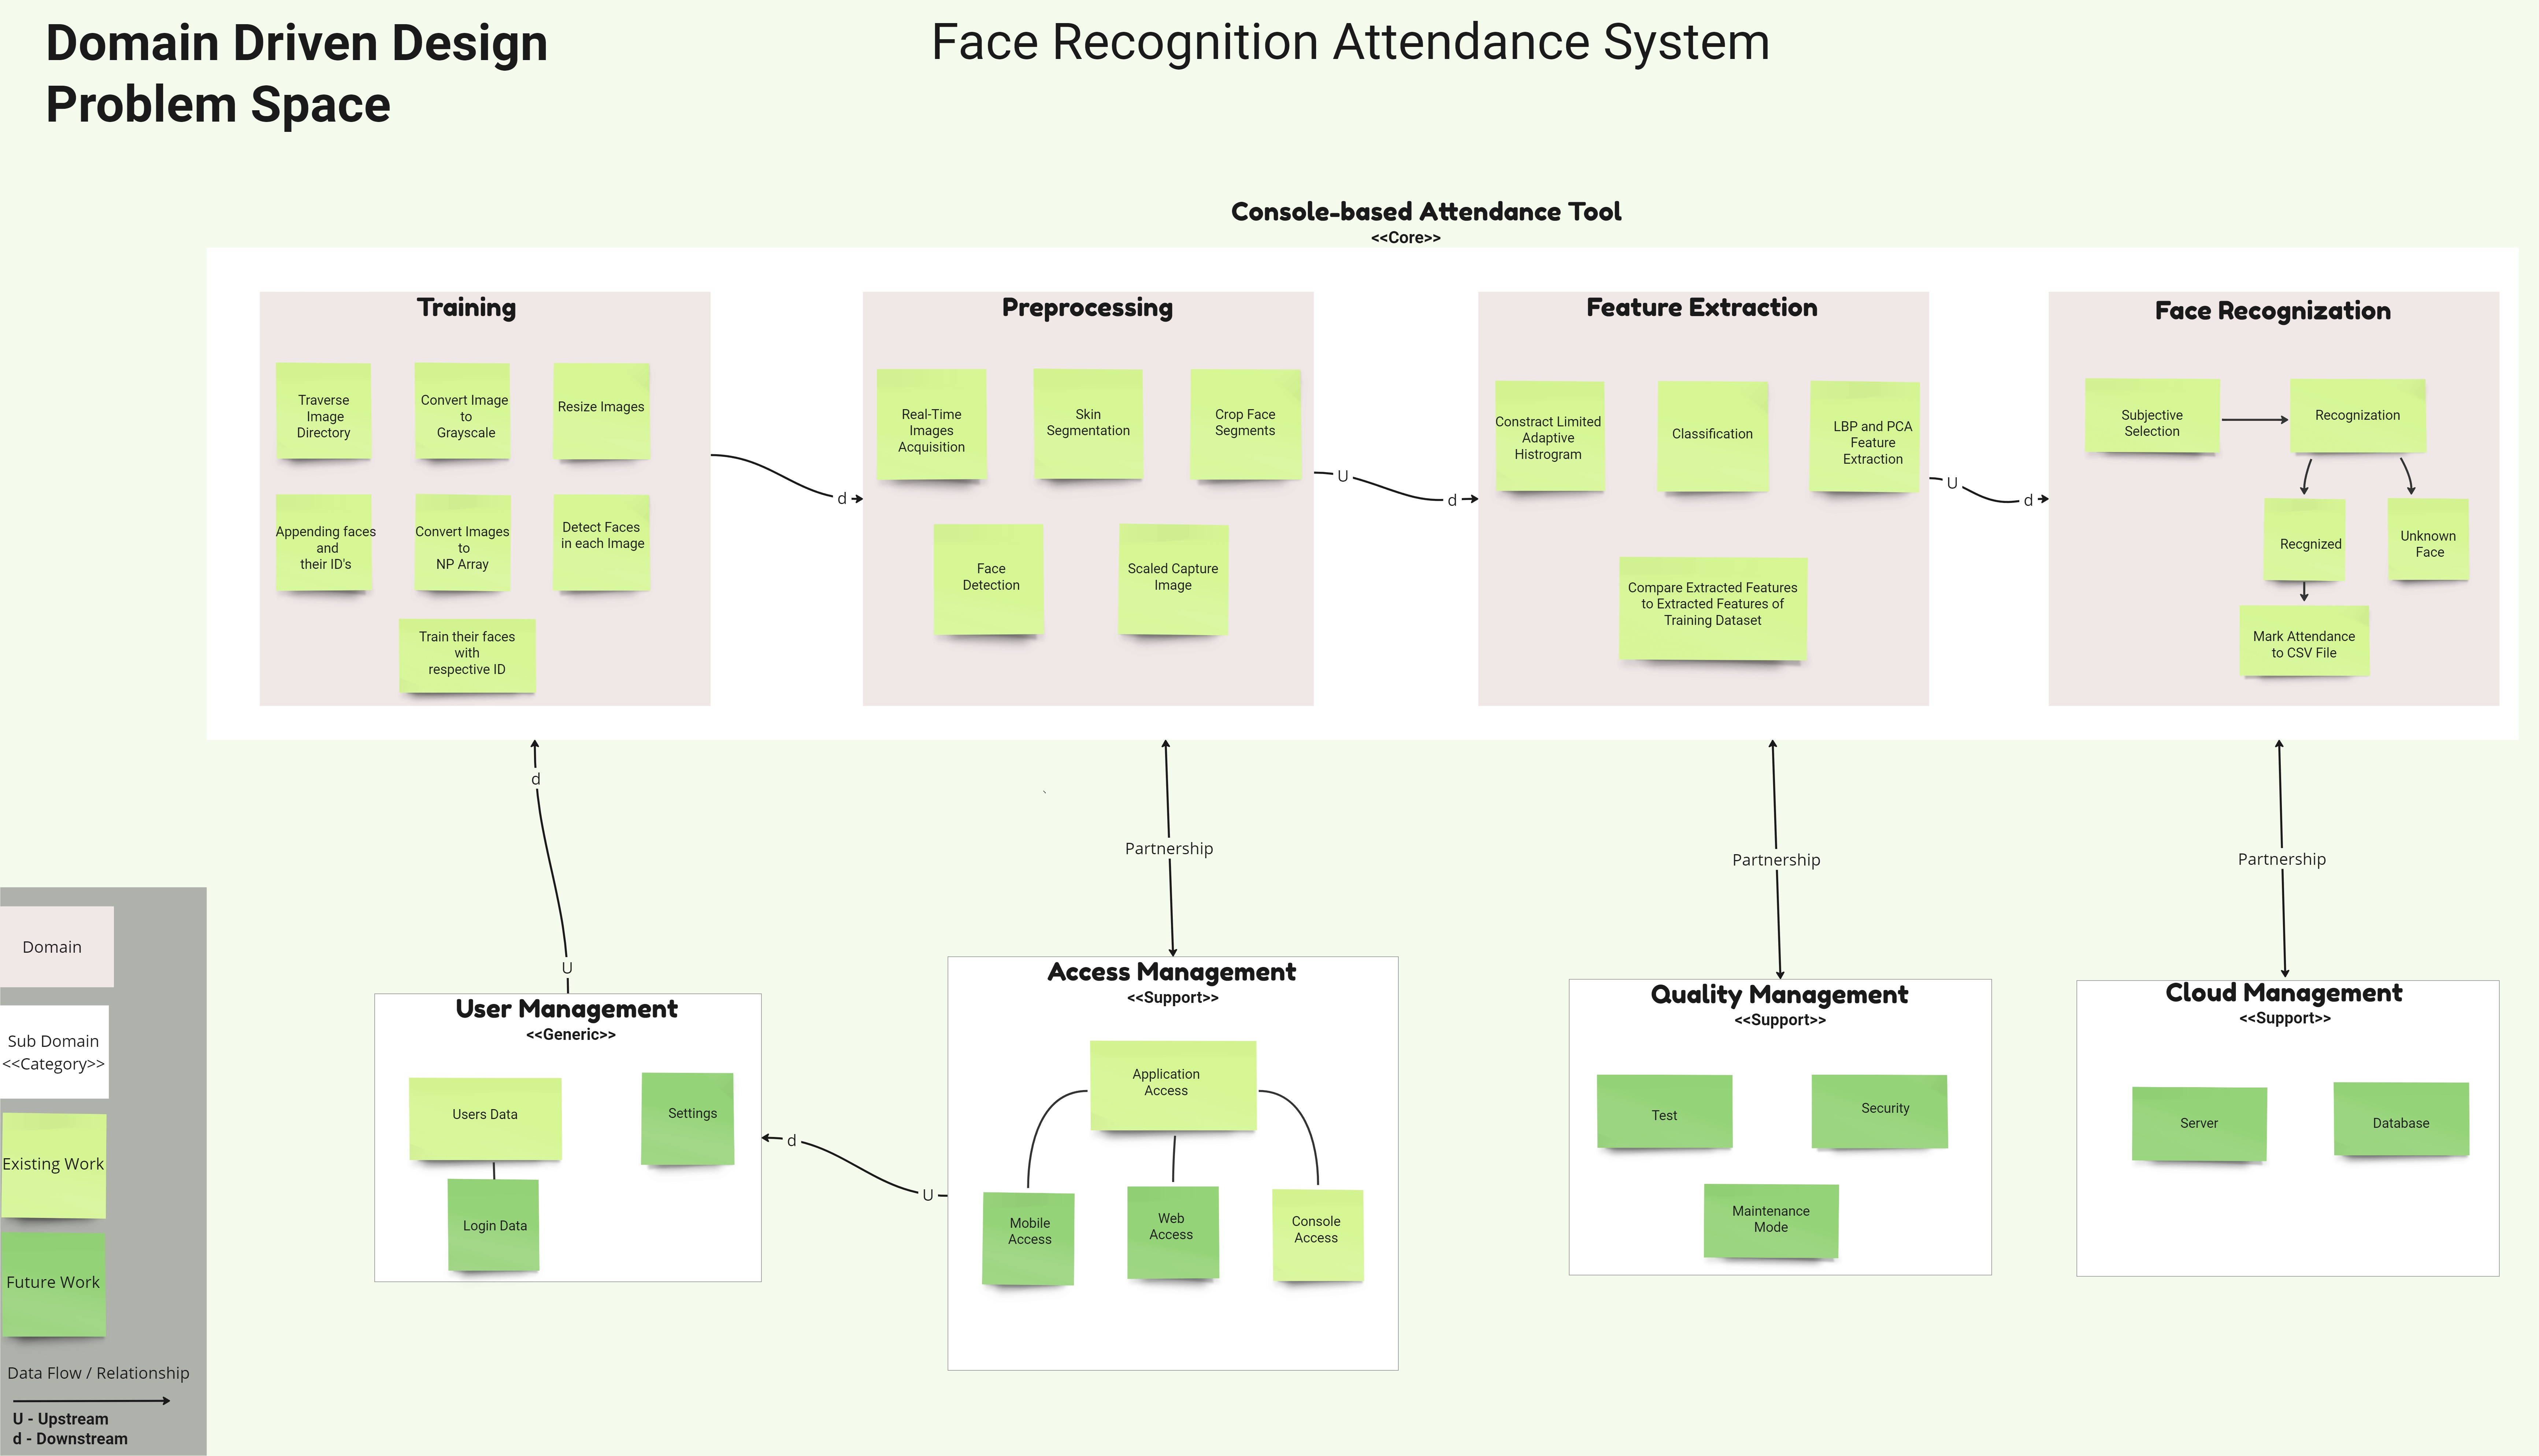 Domain Driven Design
Problem Space
Face Recognition Attendance System
Console-based Attendance Tool
<<Core>>
Training
Traverse
Image
Directory
Convert Image
to
Grayscale
Resize Images
Appending faces
and
their ID's
Convert Images
to
NP Array
Detect Faces
in each Image
Train their faces
with
respective ID
d
Preprocessing
Real-Time
Images
Acquisition
Skin
Segmentation
Crop Face
Segments
Face
Detection
Scaled Capture
Image
U
d
Feature Extraction
Constract Limited
Adaptive
Histrogram
Classification
LBP and PCA
Feature
Extraction
Compare Extracted Features
to Extracted Features of
Training Dataset
U
d
Face Recognization
Subjective
Selection
Recognization
Recgnized
Unknown
Face
Mark Attendance
to CSV File
d
U
Partnership
Partnership
Partnership
User Management
<<Generic>>
Users Data
Settings
Login Data
d
U
Access Management
<<Support>>
Application
Access
Mobile
Access
Web
Access
Console
Access
Quality Management
<<Support>>
Test
Security
Maintenance
Mode
Cloud Management
<<Support>>
Server
Database
Domain
Sub Domain
<<Category>>
Existing Work
Future Work
Data Flow / Relationship
U - Upstream
d - Downstream